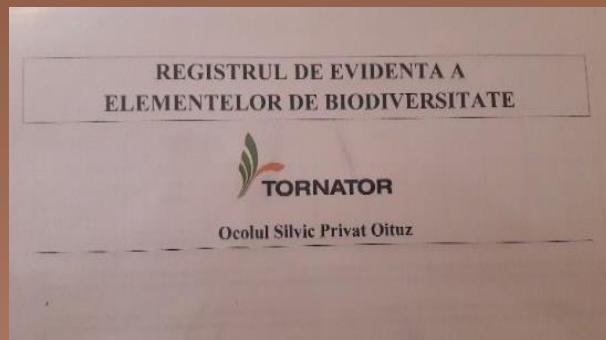 REGISTRUL DE EVIDENTA A
ELEMENTELOR DE BIODIVERSITATE
TORNATOR
Ocolul Silvic Privat Oituz